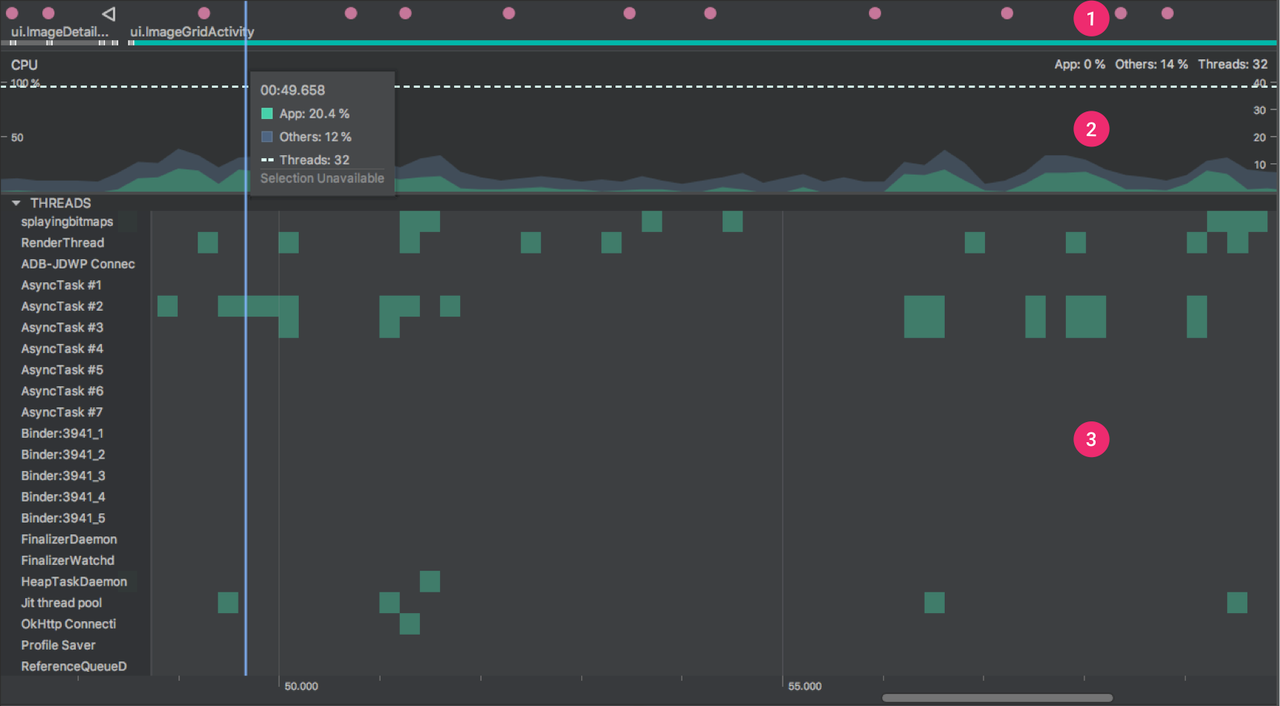 1
ui.ImageDetail... ui.ImageGridActivity
CPU App: 0 % Others: 14 % Threads: 32
100 % 40
00:49.658
30
App: 20.4 %
2
50 Others: 12 % 20
Threads: 32
10
Selection Unavailable
THREADS
splayingbitmaps
RenderThread
ADB-JDWP Connec
AsyncTask #1
AsyncTask #2
AsyncTask #3
AsyncTask #4
AsyncTask #5
AsyncTask #6
AsyncTask #7
Binder:3941_1
3
Binder:3941_2
Binder:3941_3
Binder:3941_4
Binder:3941_5
FinalizerDaemon
FinalizerWatchd
HeapTaskDaemon
Jit thread pool
OkHttp Connecti
Profile Saver
ReferenceQueueD
50.000 55.000